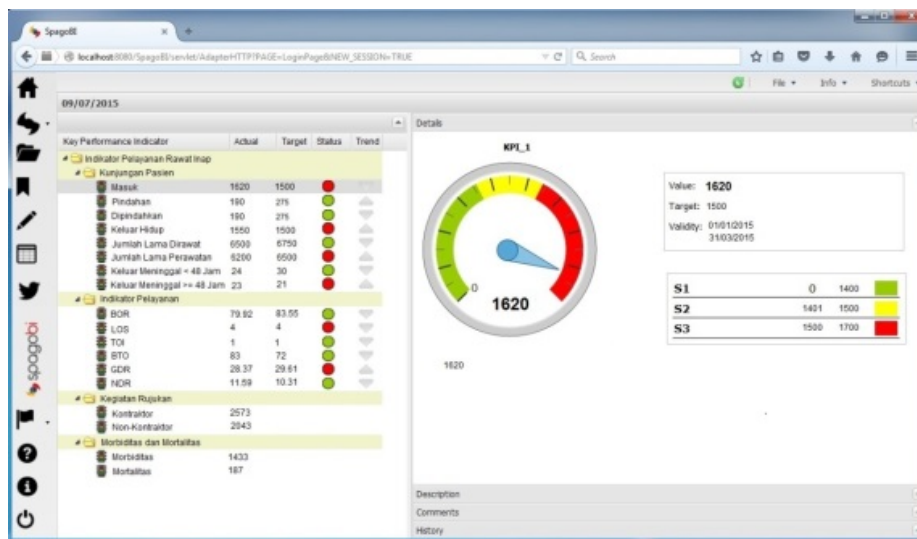 SpagoBI
localhost:8080/SpagoBI/servlet/AdapterHTTP?PAGE=LoginPage&NEW_SESSION=TRUE
Search
File Info Shortcuts
09/07/2015
Key Performance Indicator Actual Target Status Trend
Indikator Pelayanan Rawat Inap
Kunjungan Pasien
Masuk 1620 1500
Pindahan 190 275
Dipindahkan 190 275
Keluar Hidup 1550 1500
Jumlah Lama Dirawat 6500 6750
Jumlah Lama Perawatan 6200 6500
Keluar Meninggal < 48 Jam 24 30
Keluar Meninggal >= 48 Jam 23 21
Indikator Pelayanan
BOR 79.92 83.55
LOS 4 4
TOI 1 1
BTO 83 72
GDR 28.37 29.61
NDR 11.59 10.31
Kegiatan Rujukan
Kontraktor 2573
Non-Kontraktor 2043
Morbiditas dan Mortalitas
Morbiditas 1433
Mortalitas 187
Details
KPI_1
0
1620
1620
Value: 1620
Target: 1500
Validity: 01/01/2015
31/03/2015
S1 0 1400
S2 1401 1500
S3 1500 1700
Description
Comments
History
spagobi